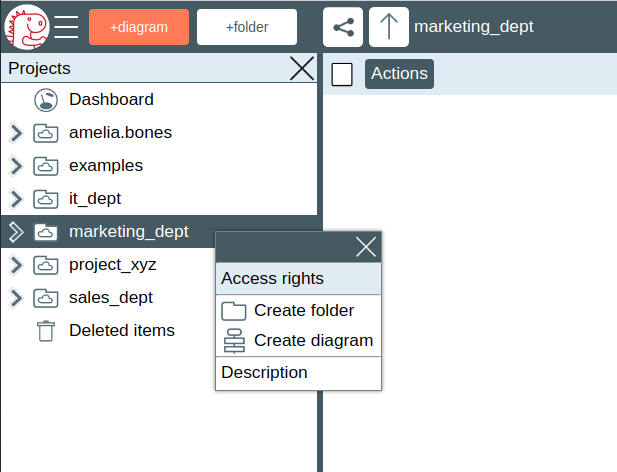 +diagram
+folder
marketing_dept
Projects
Actions
Dashboard
amelia.bones
examples
it_dept
marketing_dept
project_xyz
sales_dept
Deleted items
Access rights
Create folder
Create diagram
Description